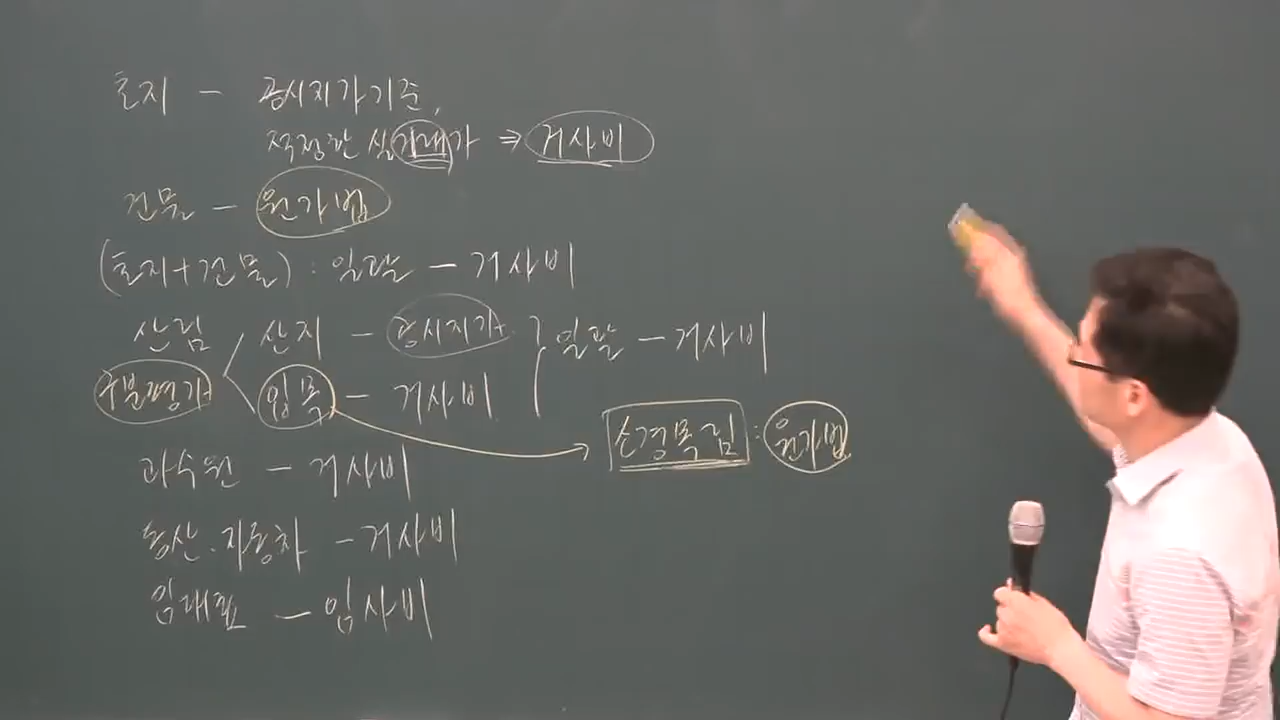 토지 - 공시지가기준,
적정한 실거래가 ⇒ 거사비
건물 - 원가법
(토지+건물) : 일괄 - 거사비
산림 < 산지 - 공시지가 } 일괄 - 거사비
구분평가 임목 - 거사비
소경목림 : 원가법
과수원 - 거사비
동산·자동차 - 거사비
임대료 - 임사비